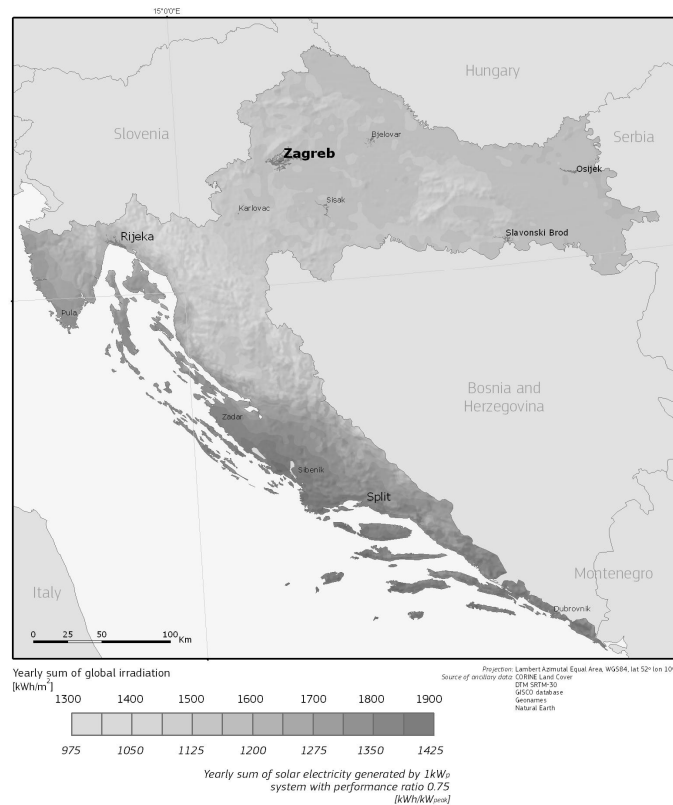 15°0'0"E
Hungary
Slovenia
Serbia
Bjelovar
Zagreb
Osijek
Karlovac
Sisak
Rijeka
Slavonski Brod
Pula
Bosnia and
Herzegovina
Zadar
Sibenik
Split
Montenegro
Italy
Dubrovnik
0 25 50 100 Km
Projection: Lambert Azimutal Equal Area, WGS84, lat 52º lon 10º
Source of ancillary data: CORINE Land Cover
DTM SRTM-30
GISCO database
Geonames
Natural Earth
Yearly sum of global irradiation
[kWh/m²]
1300 1400 1500 1600 1700 1800 1900
975 1050 1125 1200 1275 1350 1425
Yearly sum of solar electricity generated by 1kWp
system with performance ratio 0.75
[kWh/kWpeak]